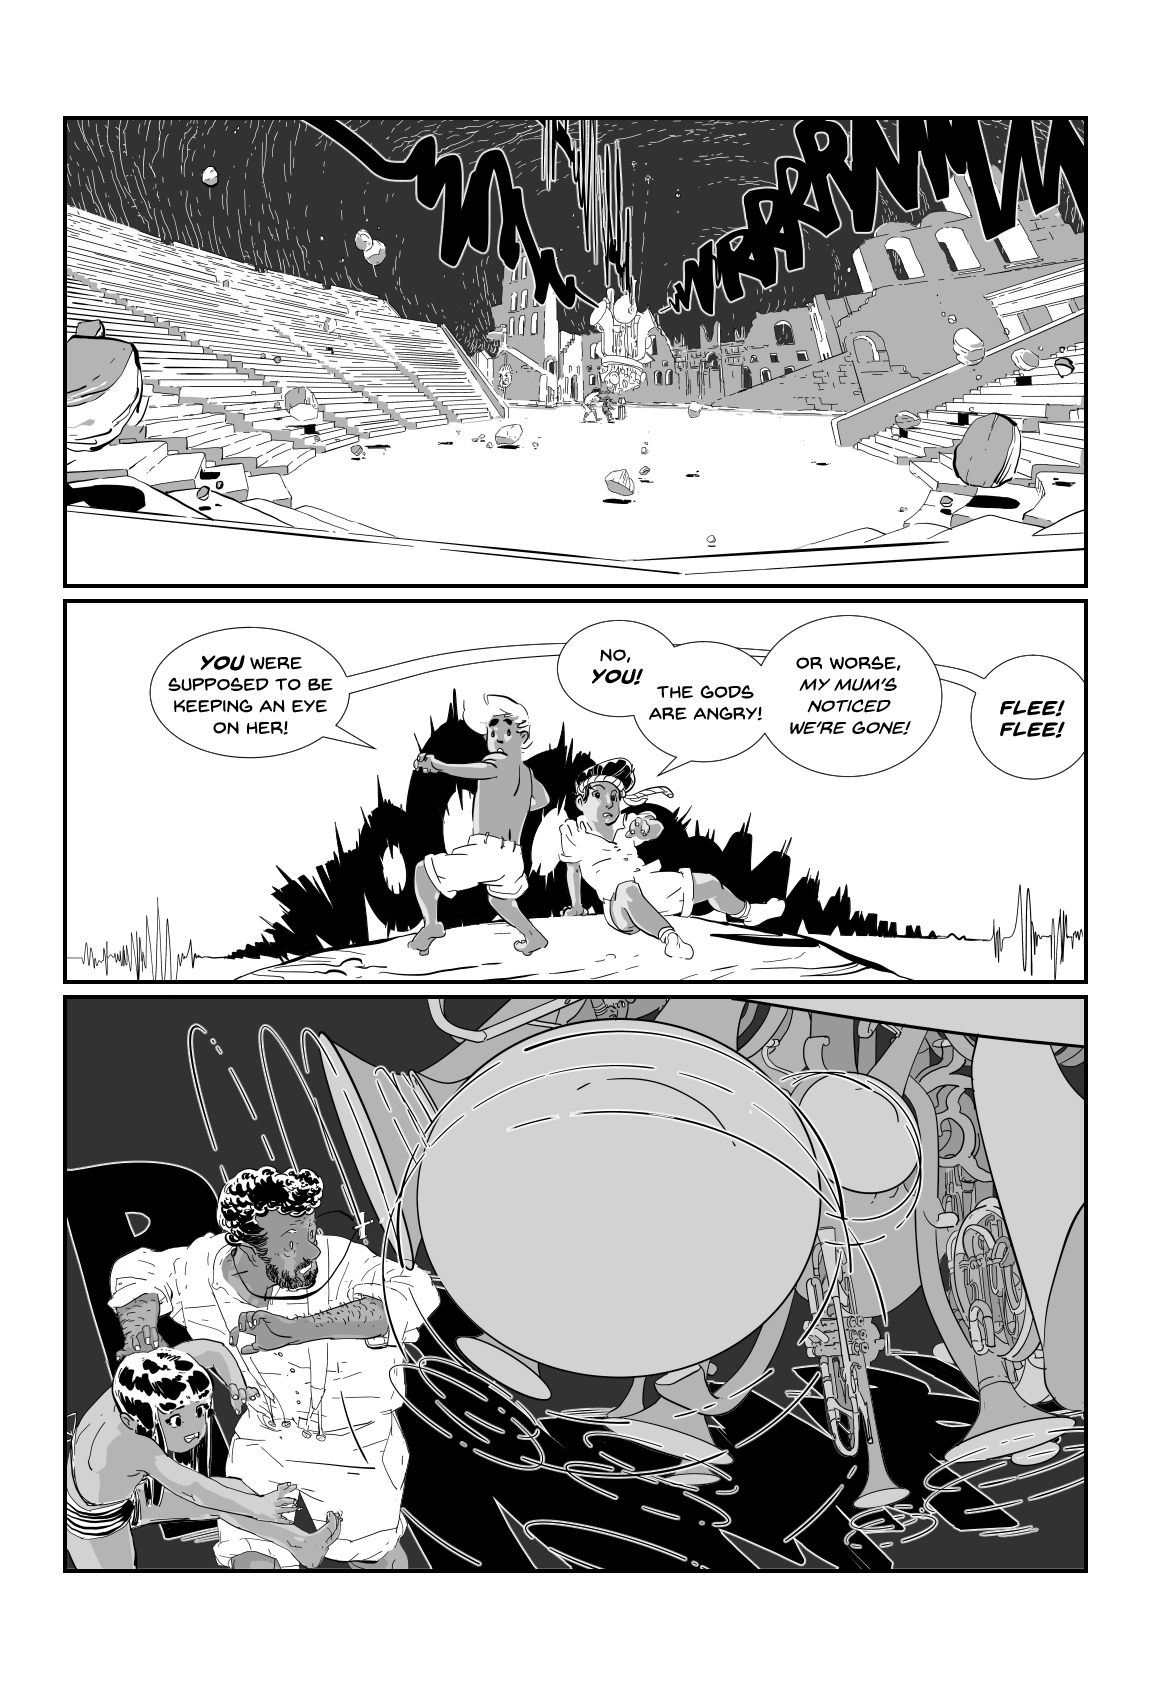 YOU WERE
SUPPOSED TO BE
KEEPING AN EYE
ON HER!
NO,
YOU!
THE GODS
ARE ANGRY!
OR WORSE,
MY MUM'S
NOTICED
WE'RE GONE!
FLEE!
FLEE!